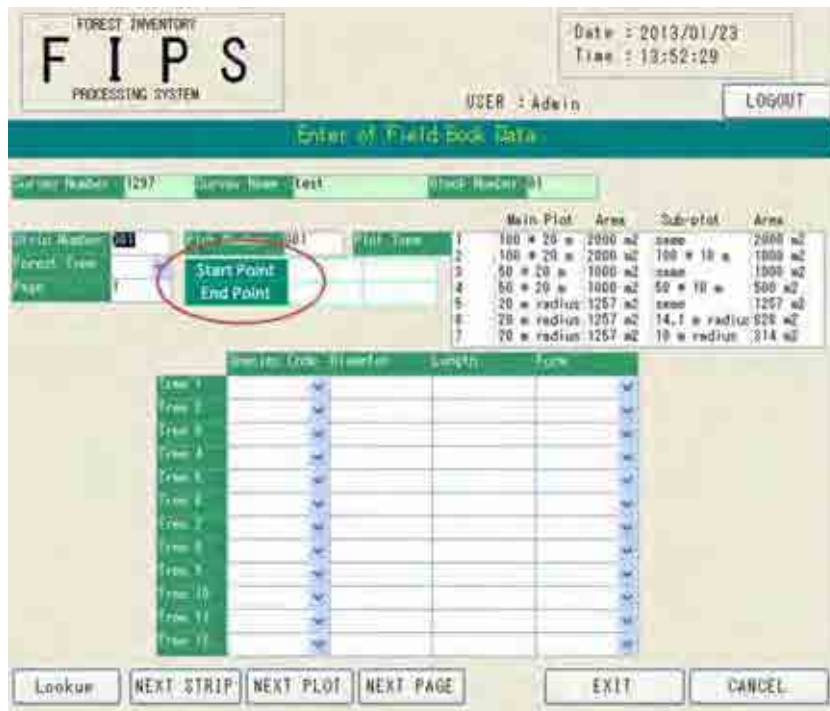 FOREST INVENTORY
F I P S
PROCESSING SYSTEM
Date : 2013/01/23
Time : 13:52:29
USER : Admin
LOGOUT
Enter of Field Book Data
Survey Number 1297 Survey Name test Block Number 01
Main Plot Area Sub-plot Area
Strip Number 001 001 Plot Type
Forest Type
Page 1
Start Point
End Point
1 100 * 20 m 2000 m2 same 2000 m2
2 100 * 20 m 2000 m2 100 * 10 m 1000 m2
3 50 * 20 m 1000 m2 same 1000 m2
4 50 * 20 m 1000 m2 50 * 10 m 500 m2
5 20 m radius 1257 m2 same 1257 m2
6 20 m radius 1257 m2 14.1 m radius 628 m2
7 20 m radius 1257 m2 10 m radius 314 m2
Species Code Diameter Length Form
Tree 1
Tree 2
Tree 3
Tree 4
Tree 5
Tree 6
Tree 7
Tree 8
Tree 9
Tree 10
Tree 11
Tree 12
Lookup NEXT STRIP NEXT PLOT NEXT PAGE EXIT CANCEL